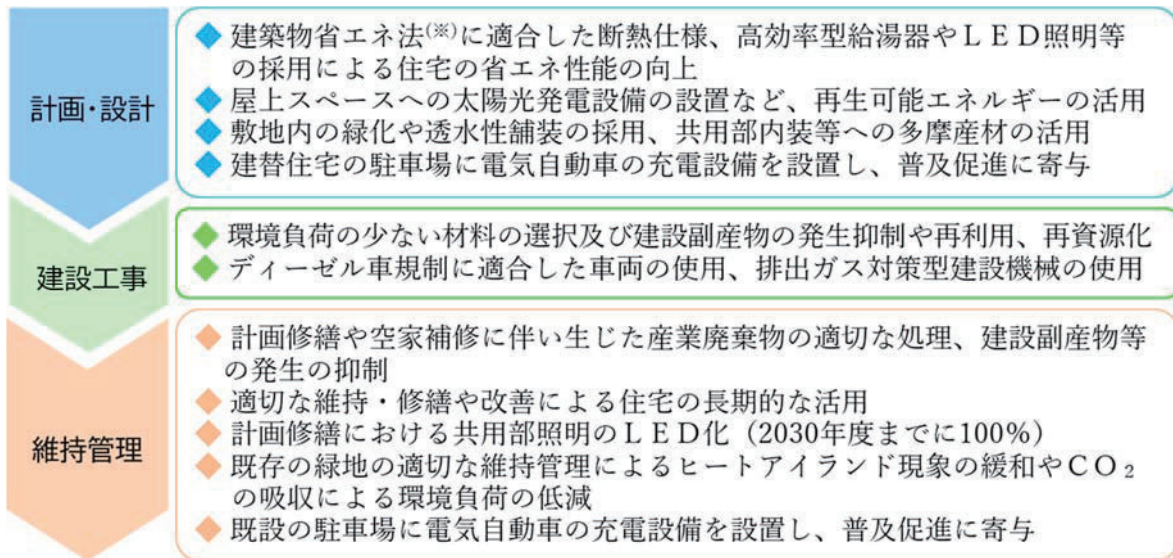 計画・設計
◆ 建築物省エネ法(※)に適合した断熱仕様、高効率型給湯器やＬＥＤ照明等
の採用による住宅の省エネ性能の向上
◆ 屋上スペースへの太陽光発電設備の設置など、再生可能エネルギーの活用
◆ 敷地内の緑化や透水性舗装の採用、共用部内装等への多摩産材の活用
◆ 建替住宅の駐車場に電気自動車の充電設備を設置し、普及促進に寄与
建設工事
◆ 環境負荷の少ない材料の選択及び建設副産物の発生抑制や再利用、再資源化
◆ ディーゼル車規制に適合した車両の使用、排出ガス対策型建設機械の使用
維持管理
◆ 計画修繕や空家補修に伴い生じた産業廃棄物の適切な処理、建設副産物等
の発生の抑制
◆ 適切な維持・修繕や改善による住宅の長期的な活用
◆ 計画修繕における共用部照明のＬＥＤ化（2030年度までに100％）
◆ 既存の緑地の適切な維持管理によるヒートアイランド現象の緩和やＣＯ₂
の吸収による環境負荷の低減
◆ 既設の駐車場に電気自動車の充電設備を設置し、普及促進に寄与